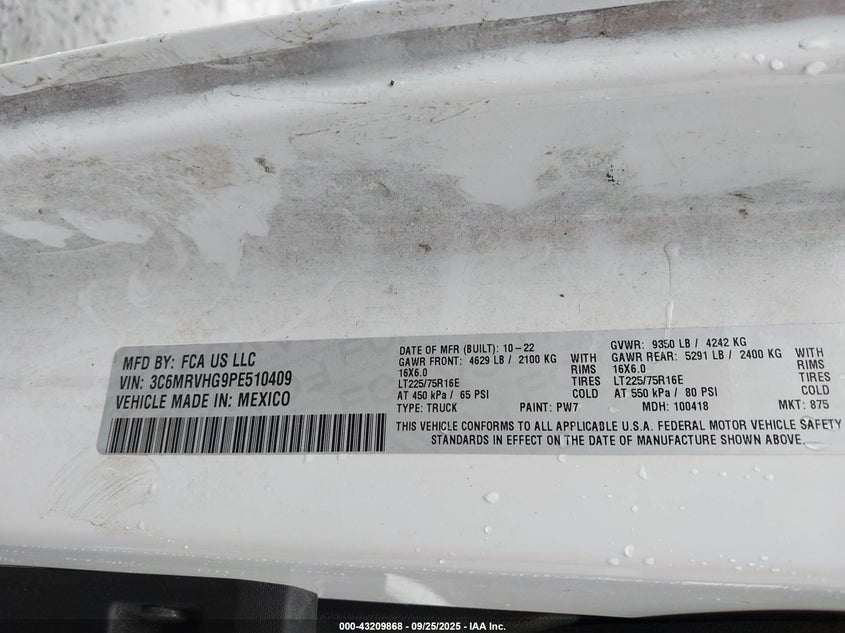 MFD BY: FCA US LLC
VIN: 3C6MRVHG9PE510409
VEHICLE MADE IN: MEXICO
DATE OF MFR (BUILT): 10-22
GAWR FRONT: 4629 LB / 2100 KG WITH
16X6.0 RIMS
LT225/75R16E TIRES
AT 450 kPa / 65 PSI COLD
TYPE: TRUCK PAINT: PW7
GVWR: 9350 LB / 4242 KG
GAWR REAR: 5291 LB / 2400 KG WITH
16X6.0 RIMS
LT225/75R16E TIRES
AT 550 kPa / 80 PSI COLD
MDH: 100418 MKT: 875
THIS VEHICLE CONFORMS TO ALL APPLICABLE U.S.A. FEDERAL MOTOR VEHICLE SAFETY
STANDARDS IN EFFECT ON THE DATE OF MANUFACTURE SHOWN ABOVE.
000-43209868 - 09/25/2025 - IAA Inc.